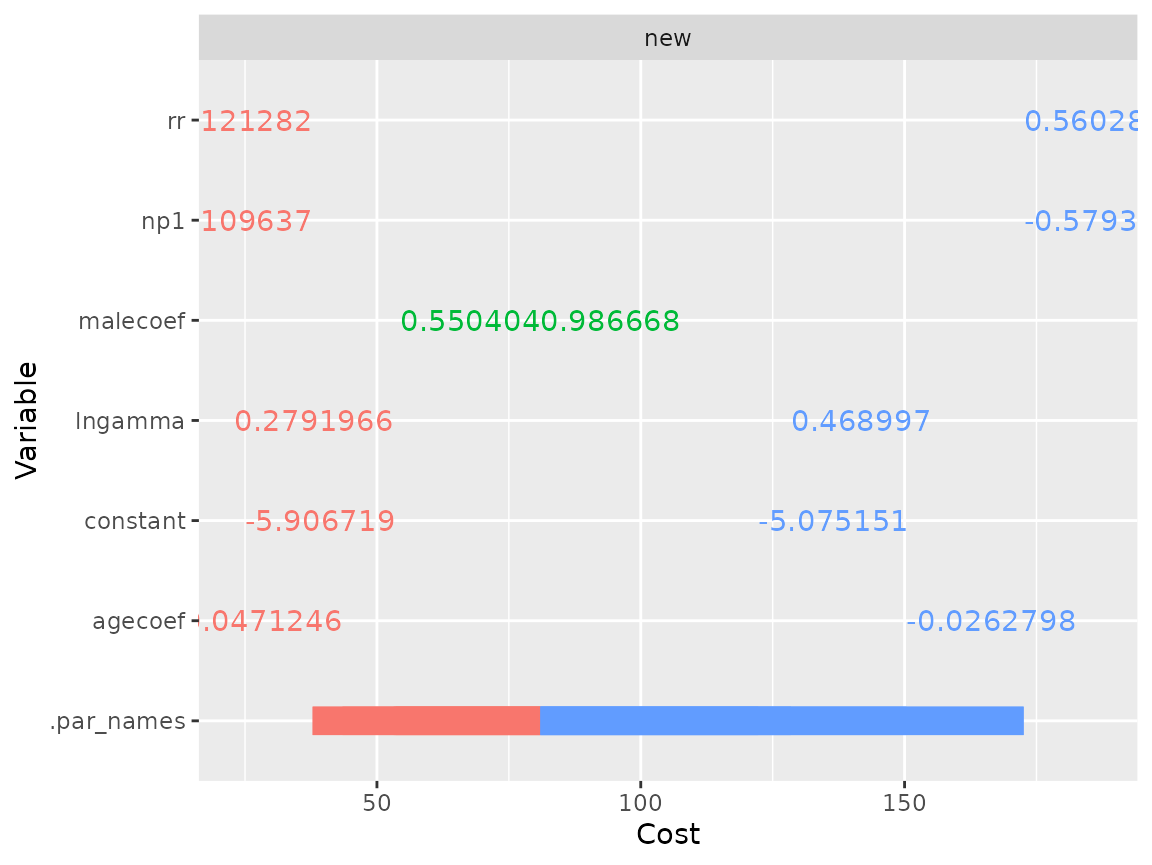 new
rr 121282 0.56028
np1 109637 -0.5793
malecoef 0.5504040.986668
lngamma 0.2791966 0.468997
constant -5.906719 -5.075151
agecoef .0471246 -0.0262798
.par_names
50 100 150
Cost
Variable